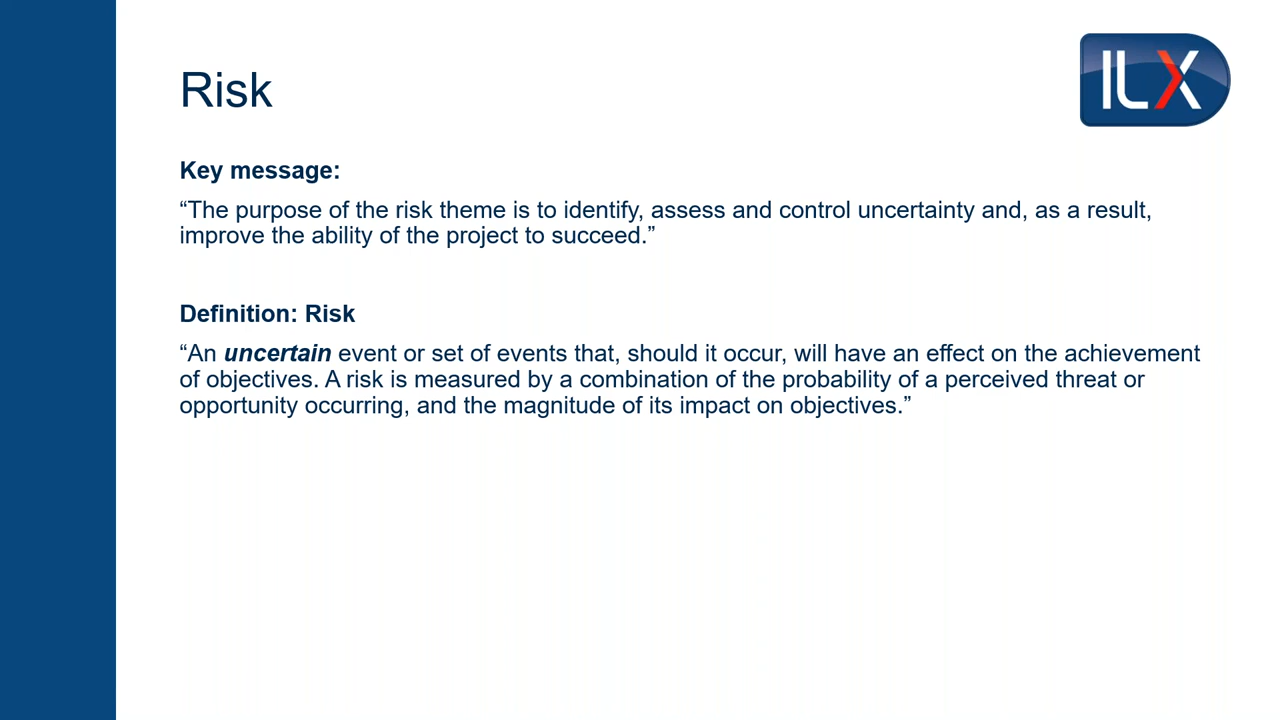 Risk
ILX
Key message:
“The purpose of the risk theme is to identify, assess and control uncertainty and, as a result,
improve the ability of the project to succeed.”
Definition: Risk
“An uncertain event or set of events that, should it occur, will have an effect on the achievement
of objectives. A risk is measured by a combination of the probability of a perceived threat or
opportunity occurring, and the magnitude of its impact on objectives.”